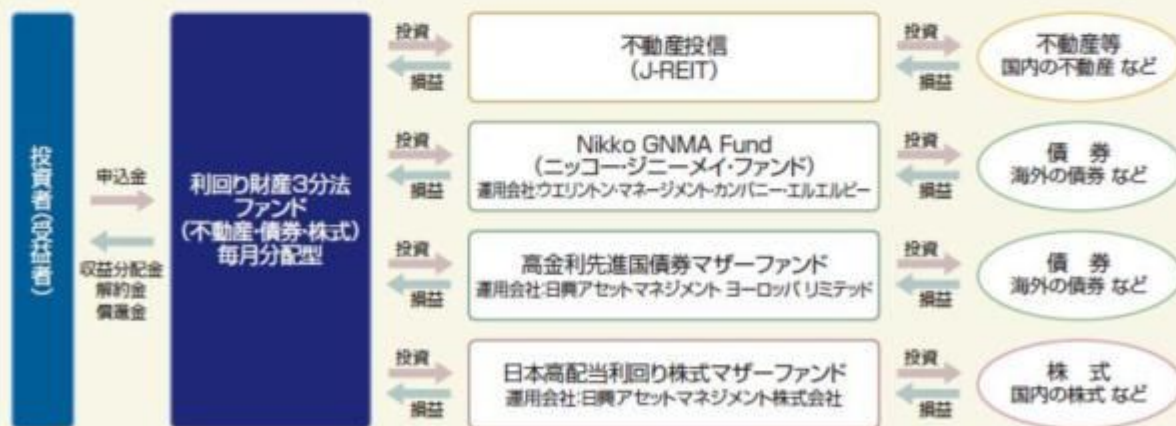 投資者(受益者)
申込金
収益分配金
解約金
償還金
利回り財産3分法
ファンド
(不動産・債券・株式)
毎月分配型
投資
損益
不動産投信
(J-REIT)
投資
損益
不動産等
国内の不動産 など
投資
損益
Nikko GNMA Fund
(ニッコー・ジニーメイ・ファンド)
運用会社ウエリントン・マネージメント・カンパニー・エルエルピー
投資
損益
債 券
海外の債券 など
投資
損益
高金利先進国債券マザーファンド
運用会社:日興アセットマネジメント ヨーロッパ リミテッド
投資
損益
債 券
海外の債券 など
投資
損益
日本高配当利回り株式マザーファンド
運用会社:日興アセットマネジメント株式会社
投資
損益
株 式
国内の株式 など